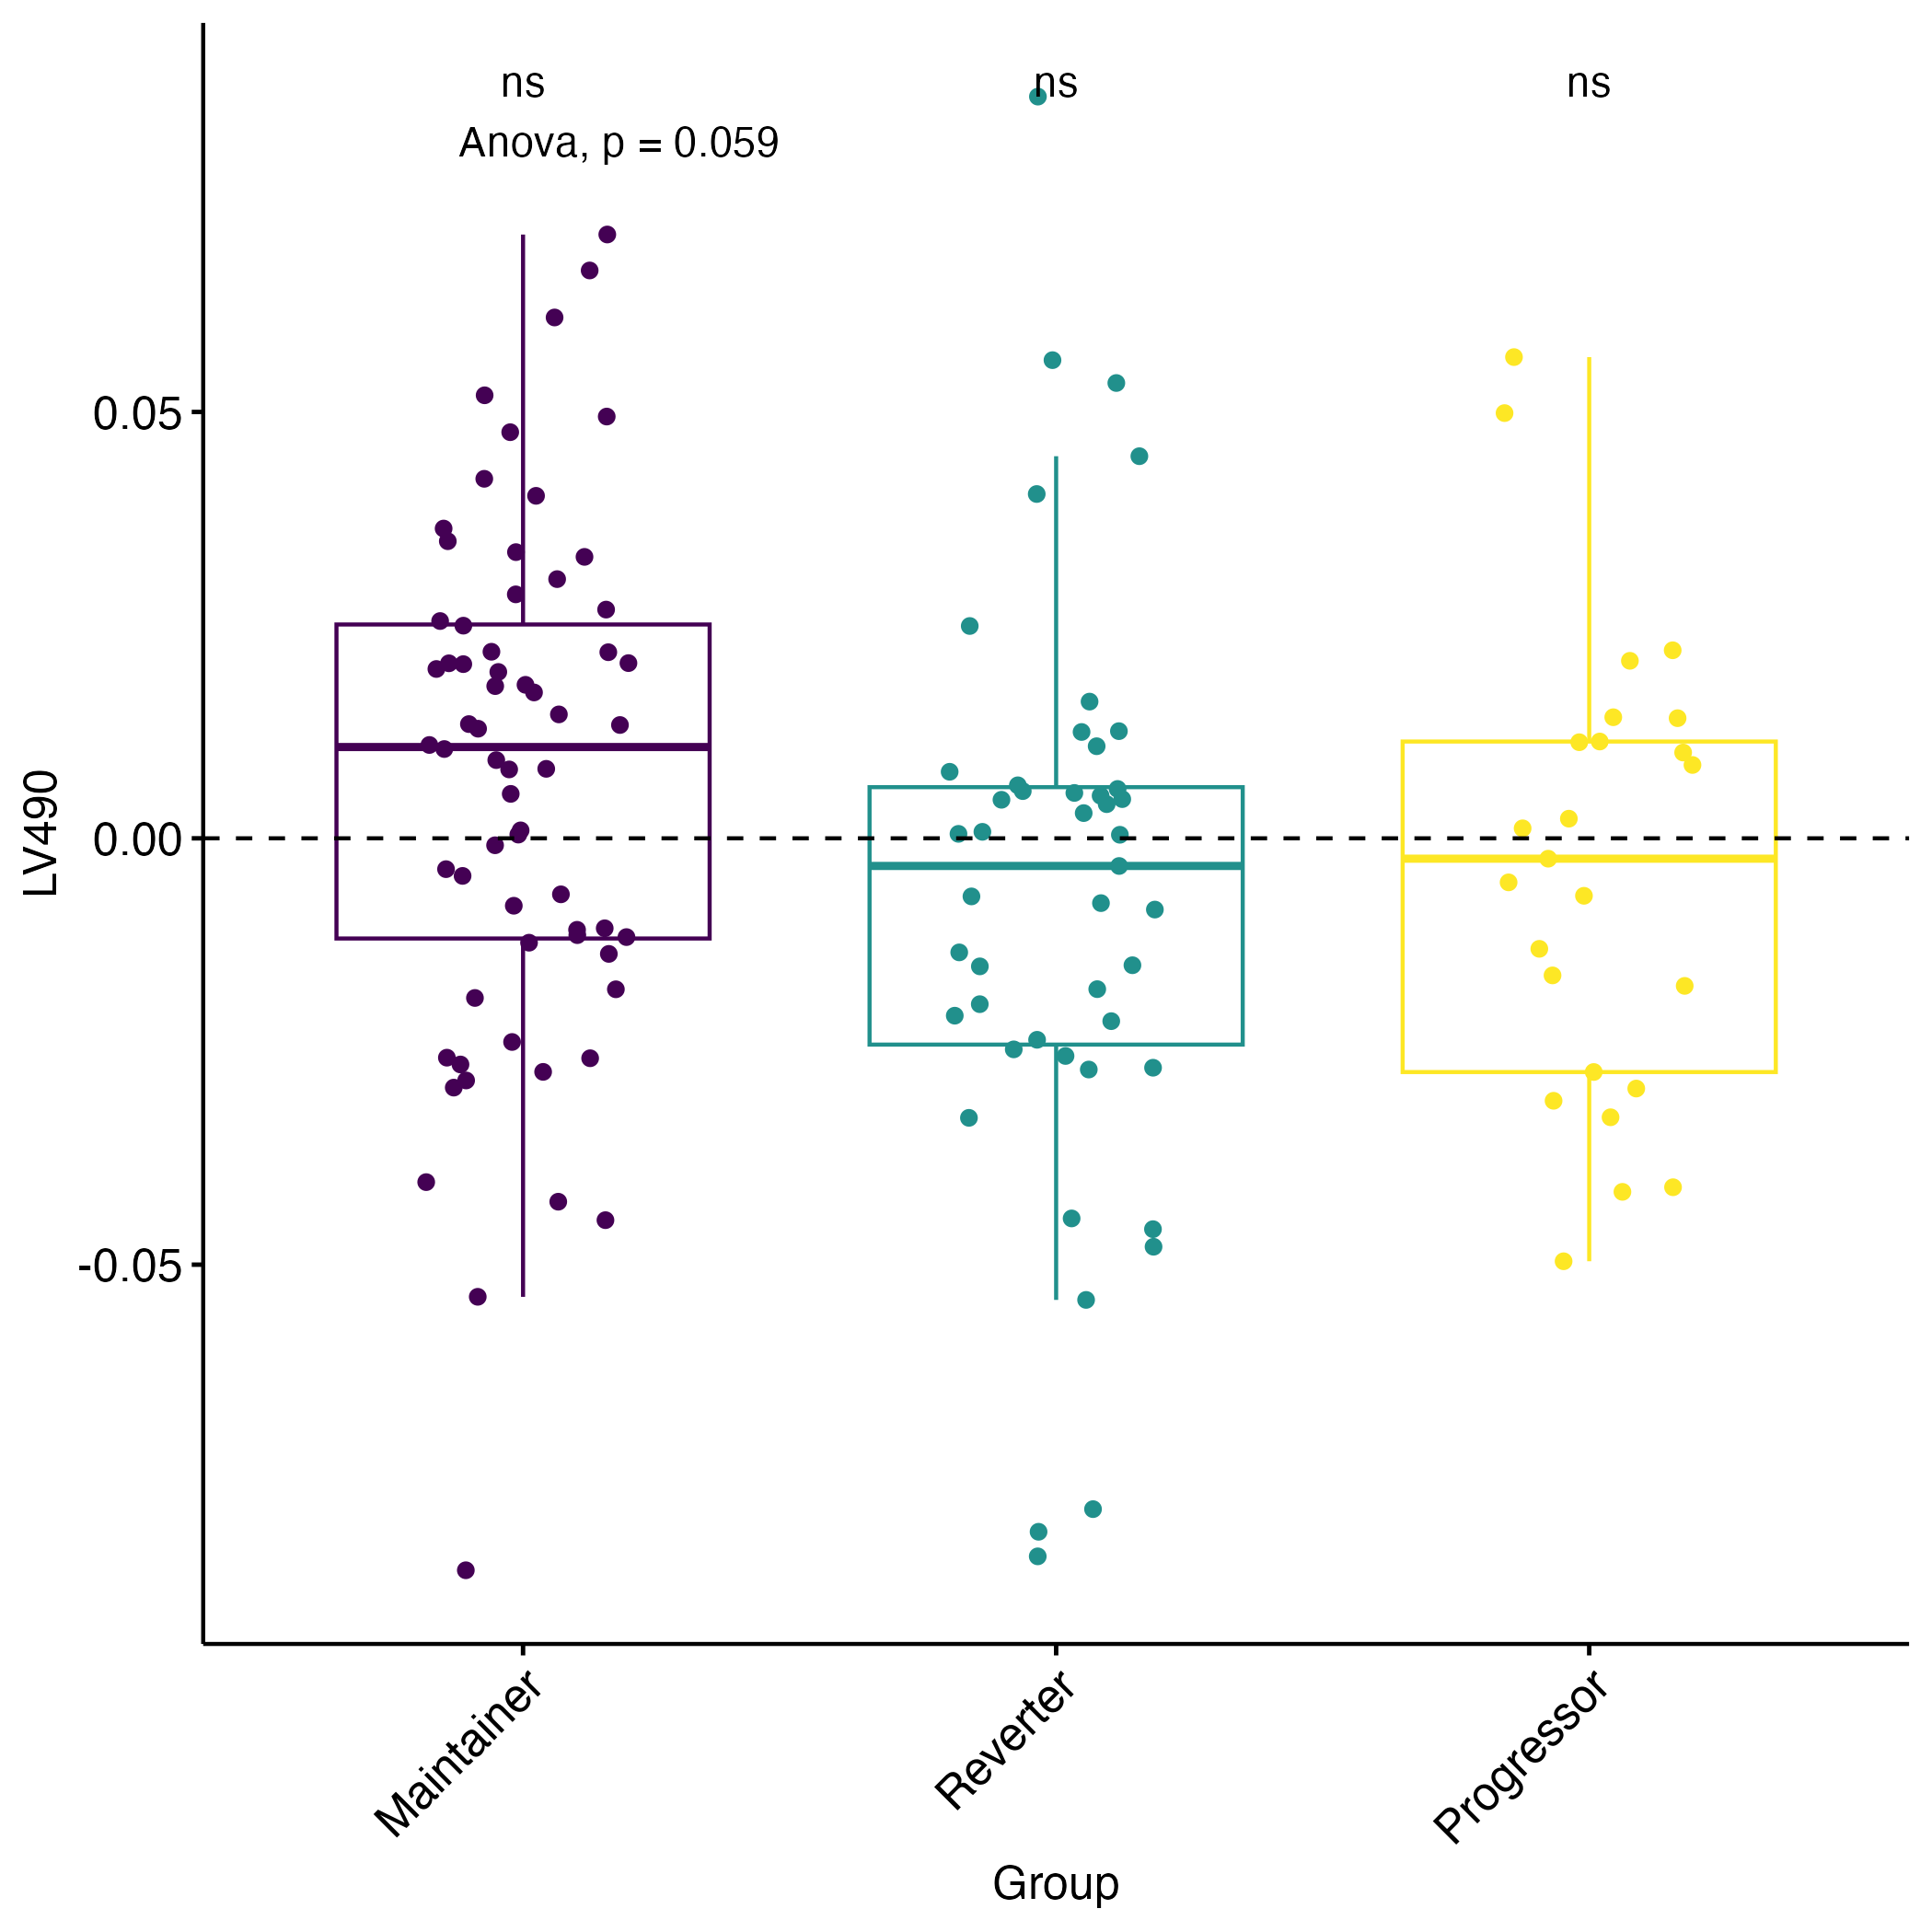 ns
ns
ns
Anova, p = 0.059
0.05
0.00
-0.05
LV490
Maintainer
Reverter
Progressor
Group